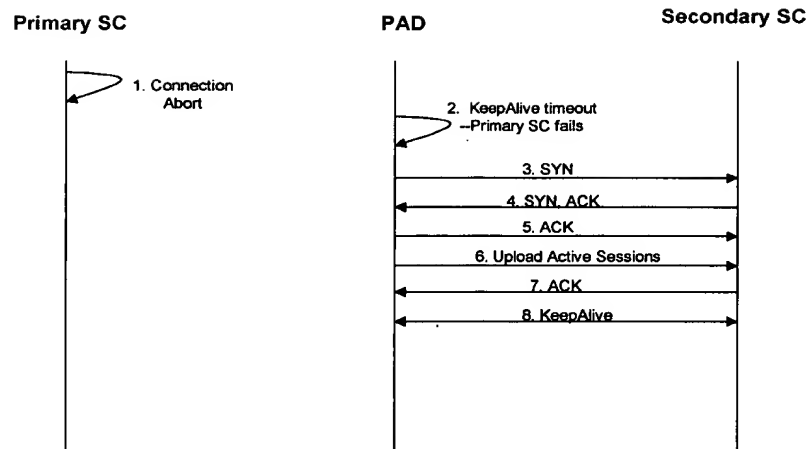 Primary SC
PAD
Secondary SC
1. Connection
Abort
2. KeepAlive timeout
--Primary SC fails
3. SYN
4. SYN, ACK
5. ACK
6. Upload Active Sessions
7. ACK
8. KeepAlive